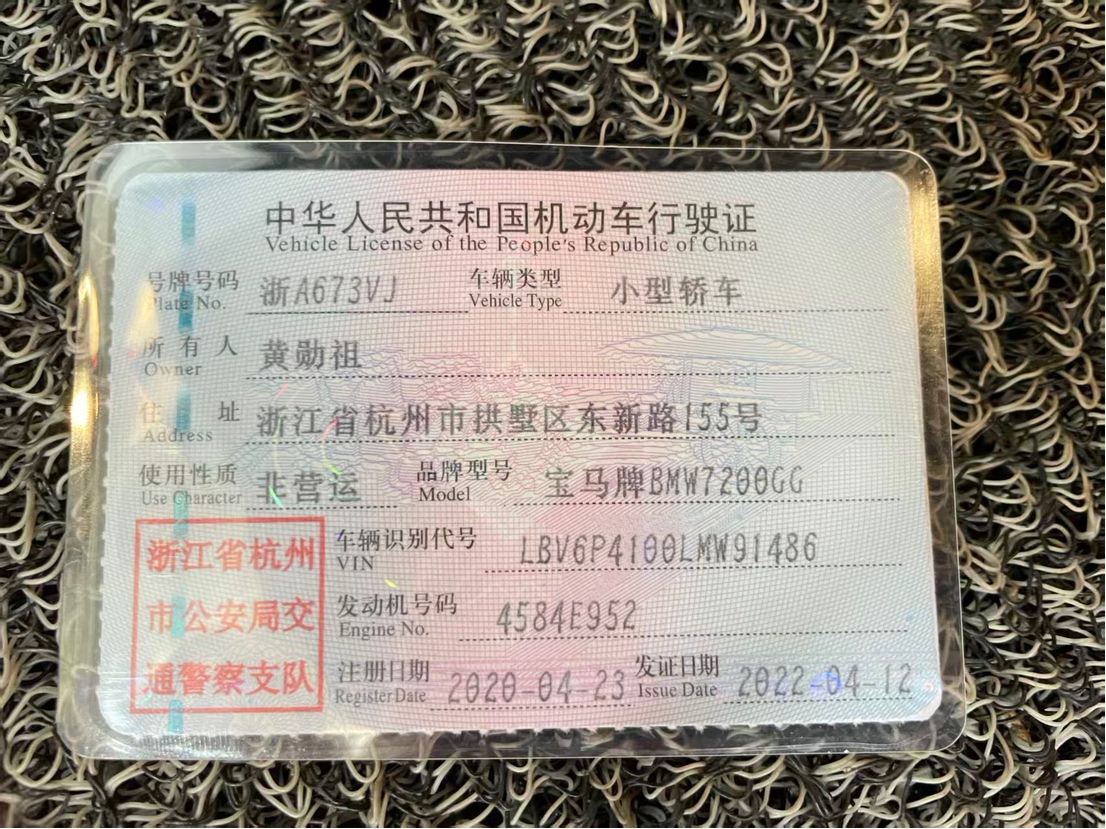 中华人民共和国机动车行驶证
Vehicle License of the People's Republic of China
号牌号码 浙A673VJ 车辆类型 小型轿车
Plate No. Vehicle Type
所有人 黄勋祖
Owner
住址 浙江省杭州市拱墅区东新路155号
Address
使用性质 非营运 品牌型号 宝马牌BMW7200GG
Use Character Model
浙江省杭州
市公安局交
通警察支队
车辆识别代号 LBV6P4100LMW91486
VIN
发动机号码 4584E952
Engine No.
注册日期 2020-04-23 发证日期 2022-04-12
Register Date Issue Date